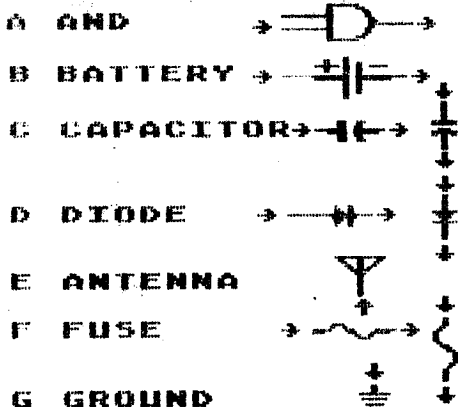 A AND
B BATTERY
C CAPACITOR
D DIODE
E ANTENNA
F FUSE
G GROUND